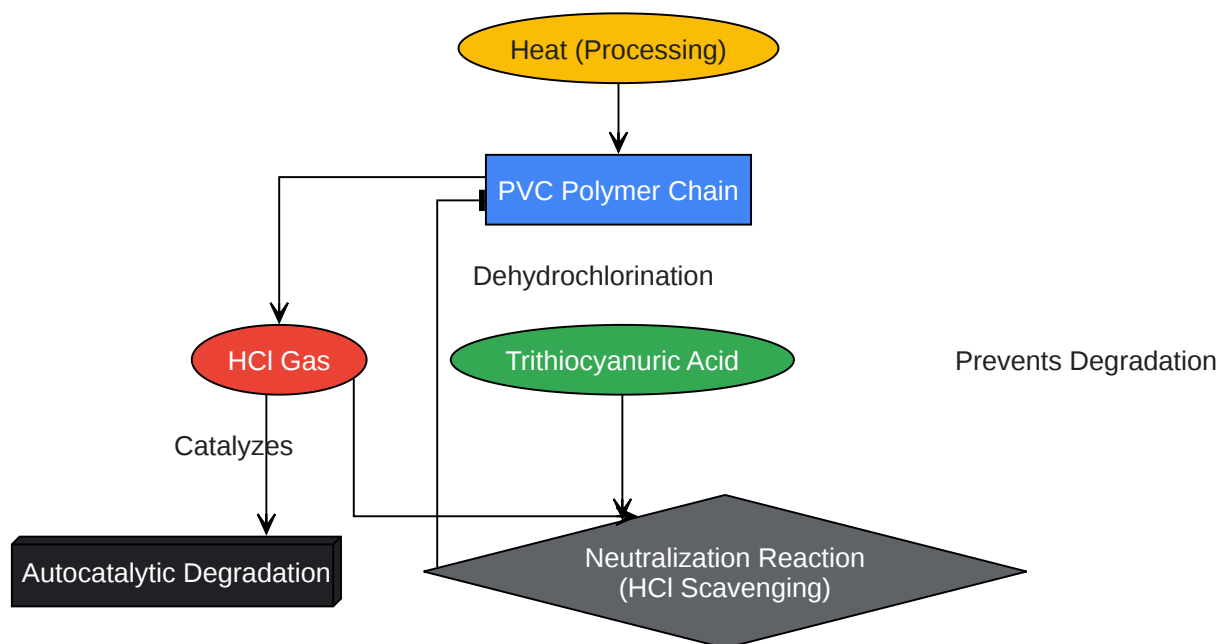 Heat (Processing)
PVC Polymer Chain
Dehydrochlorination
HCl Gas
Trithiocyanuric Acid
Prevents Degradation
Catalyzes
Autocatalytic Degradation
Neutralization Reaction
(HCl Scavenging)